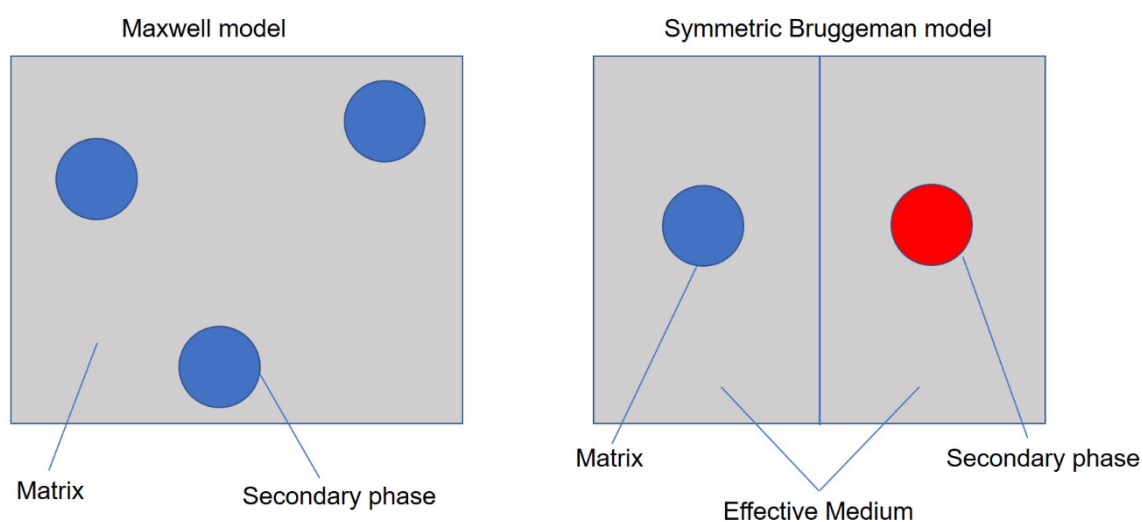 Maxwell model
Symmetric Bruggeman model
Matrix
Secondary phase
Matrix
Secondary phase
Effective Medium